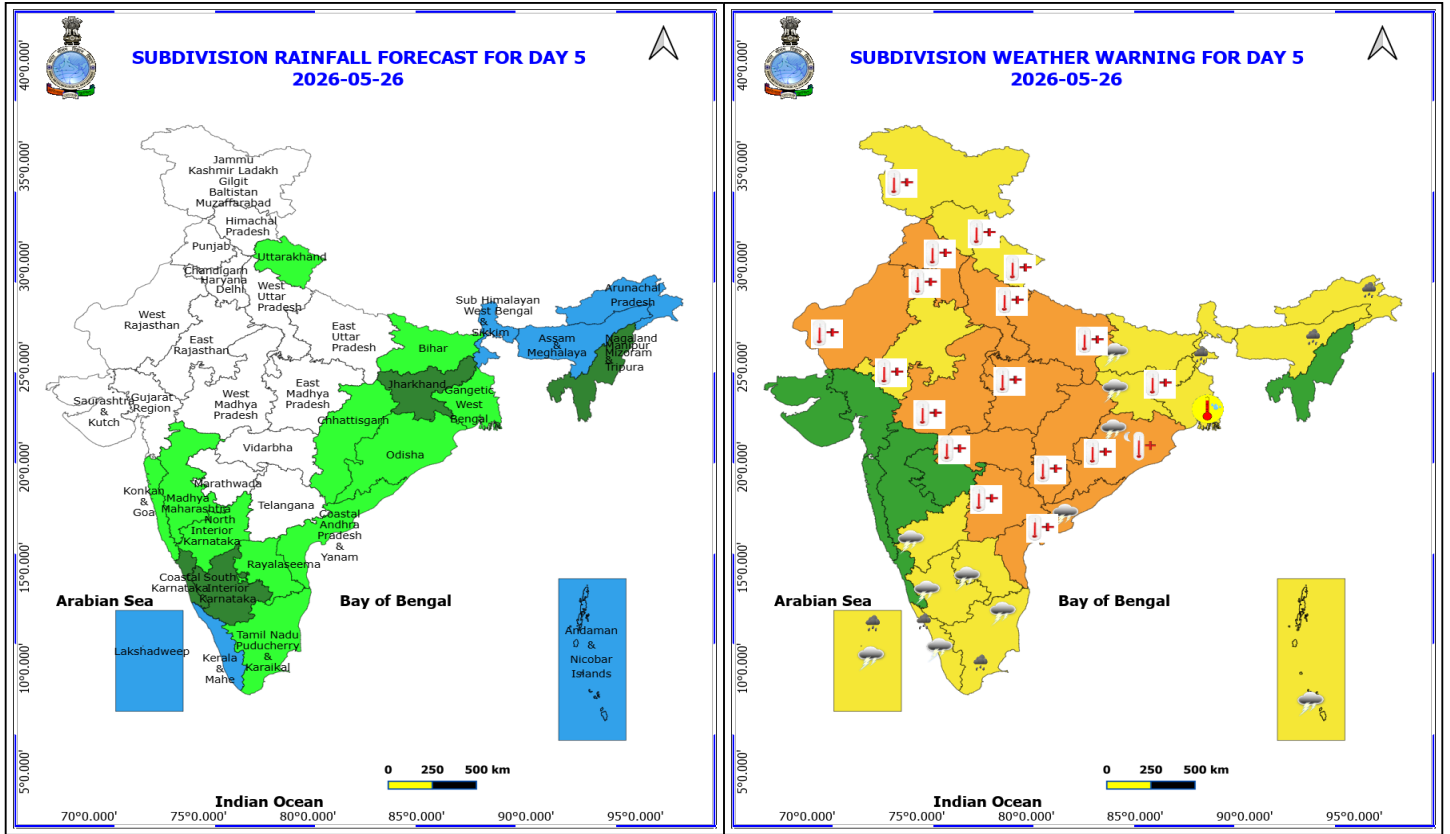 SUBDIVISION RAINFALL FORECAST FOR DAY 5
2026-05-26
40°0.000'
35°0.000'
30°0.000'
25°0.000'
20°0.000'
15°0.000'
10°0.000'
5°0.000'
Jammu
Kashmir Ladakh
Gilgit
Baltistan
Muzaffarabad
Himachal
Pradesh
Punjab
Uttarakhand
Chandigarh
Haryana
Delhi
West
Uttar
Pradesh
West
Rajasthan
East
Rajasthan
East
Uttar
Pradesh
Sub Himalayan
West Bengal
&
Sikkim
Arunachal
Pradesh
Assam
&
Meghalaya
Nagaland
Manipur
Mizoram
&
Tripura
Bihar
Jharkhand
Gangetic
West
Bengal
Saurashtra
&
Kutch
Gujarat
Region
West
Madhya
Pradesh
East
Madhya
Pradesh
Chhattisgarh
Odisha
Vidarbha
Marathwada
Konkan
&
Goa
Madhya
Maharashtra
Telangana
North
Interior
Karnataka
Coastal
Andhra
Pradesh
&
Yanam
Rayalaseema
Coastal
Karnataka
South
Interior
Karnataka
Arabian Sea
Bay of Bengal
Lakshadweep
Kerala
&
Mahe
Tamil Nadu
Puducherry
&
Karaikal
Andaman
&
Nicobar
Islands
0 250 500 km
Indian Ocean
70°0.000' 75°0.000' 80°0.000' 85°0.000' 90°0.000' 95°0.000'
SUBDIVISION WEATHER WARNING FOR DAY 5
2026-05-26
40°0.000'
35°0.000'
30°0.000'
25°0.000'
20°0.000'
15°0.000'
10°0.000'
5°0.000'
Arabian Sea
Bay of Bengal
0 250 500 km
Indian Ocean
70°0.000' 75°0.000' 80°0.000' 85°0.000' 90°0.000' 95°0.000'